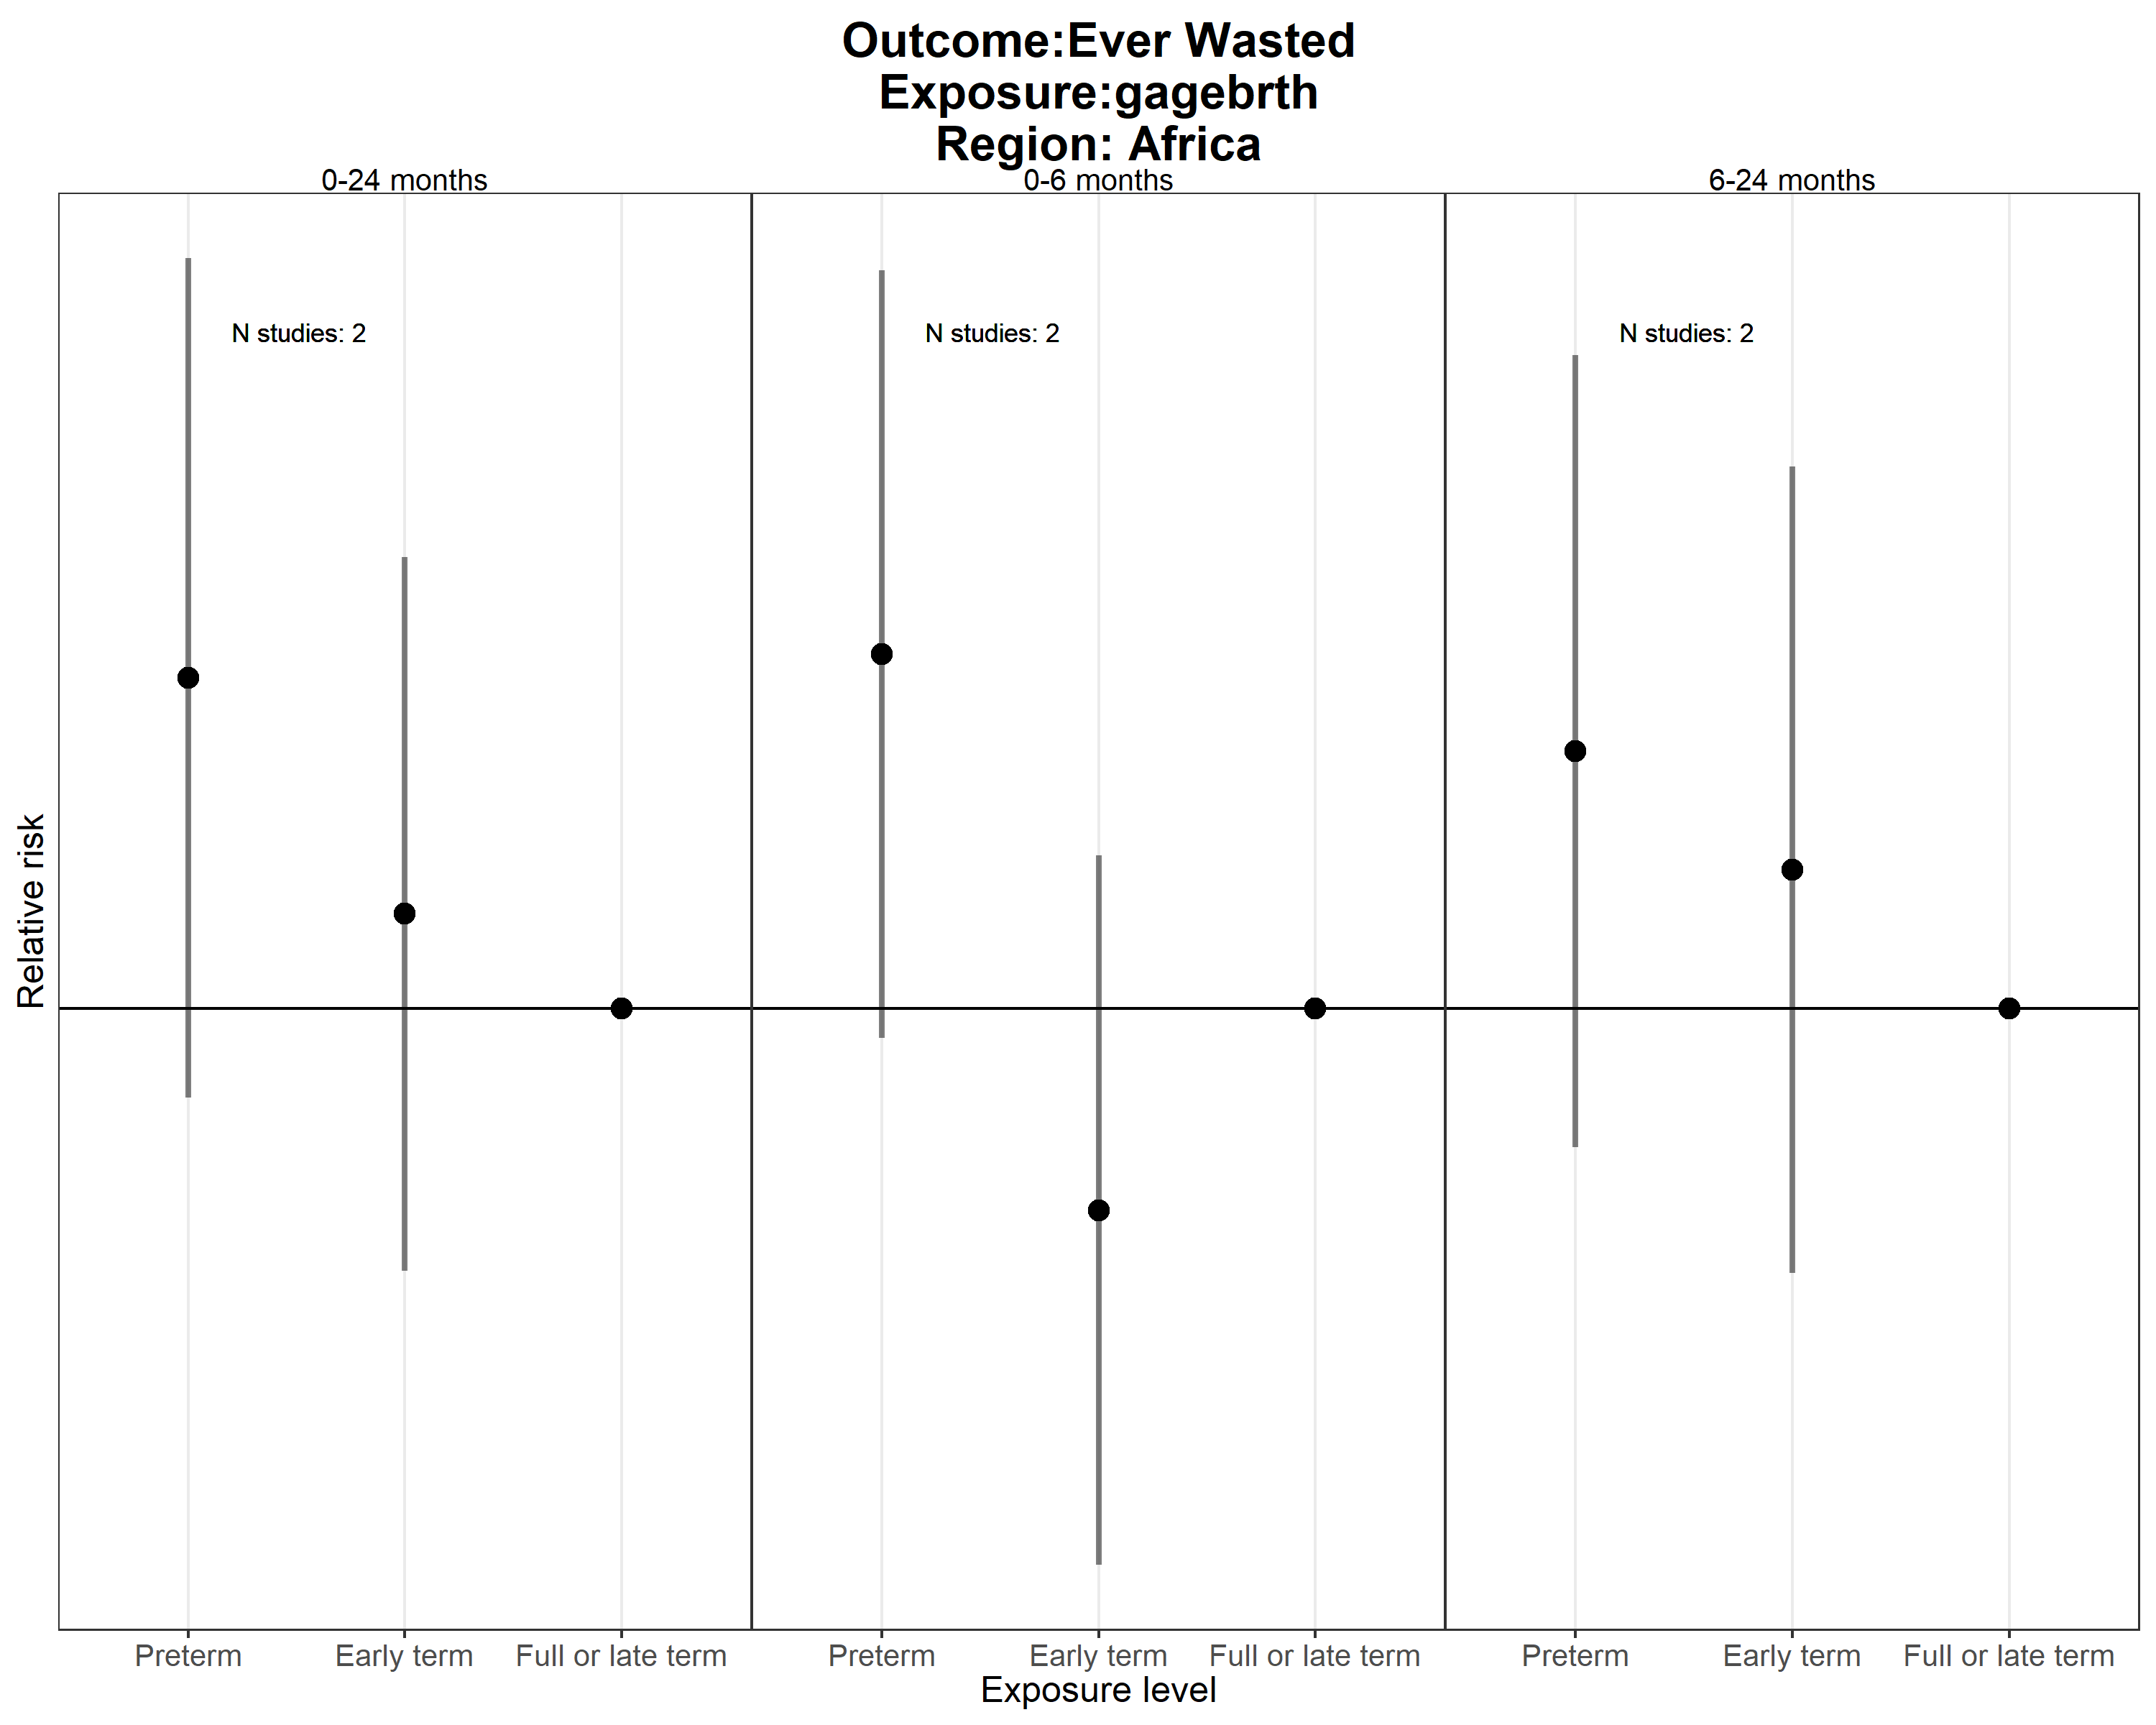 Outcome:Ever Wasted
Exposure:gagebrth
Region: Africa
0-24 months
0-6 months
6-24 months
N studies: 2
N studies: 2
N studies: 2
Relative risk
Preterm
Early term
Full or late term
Preterm
Early term
Full or late term
Preterm
Early term
Full or late term
Exposure level